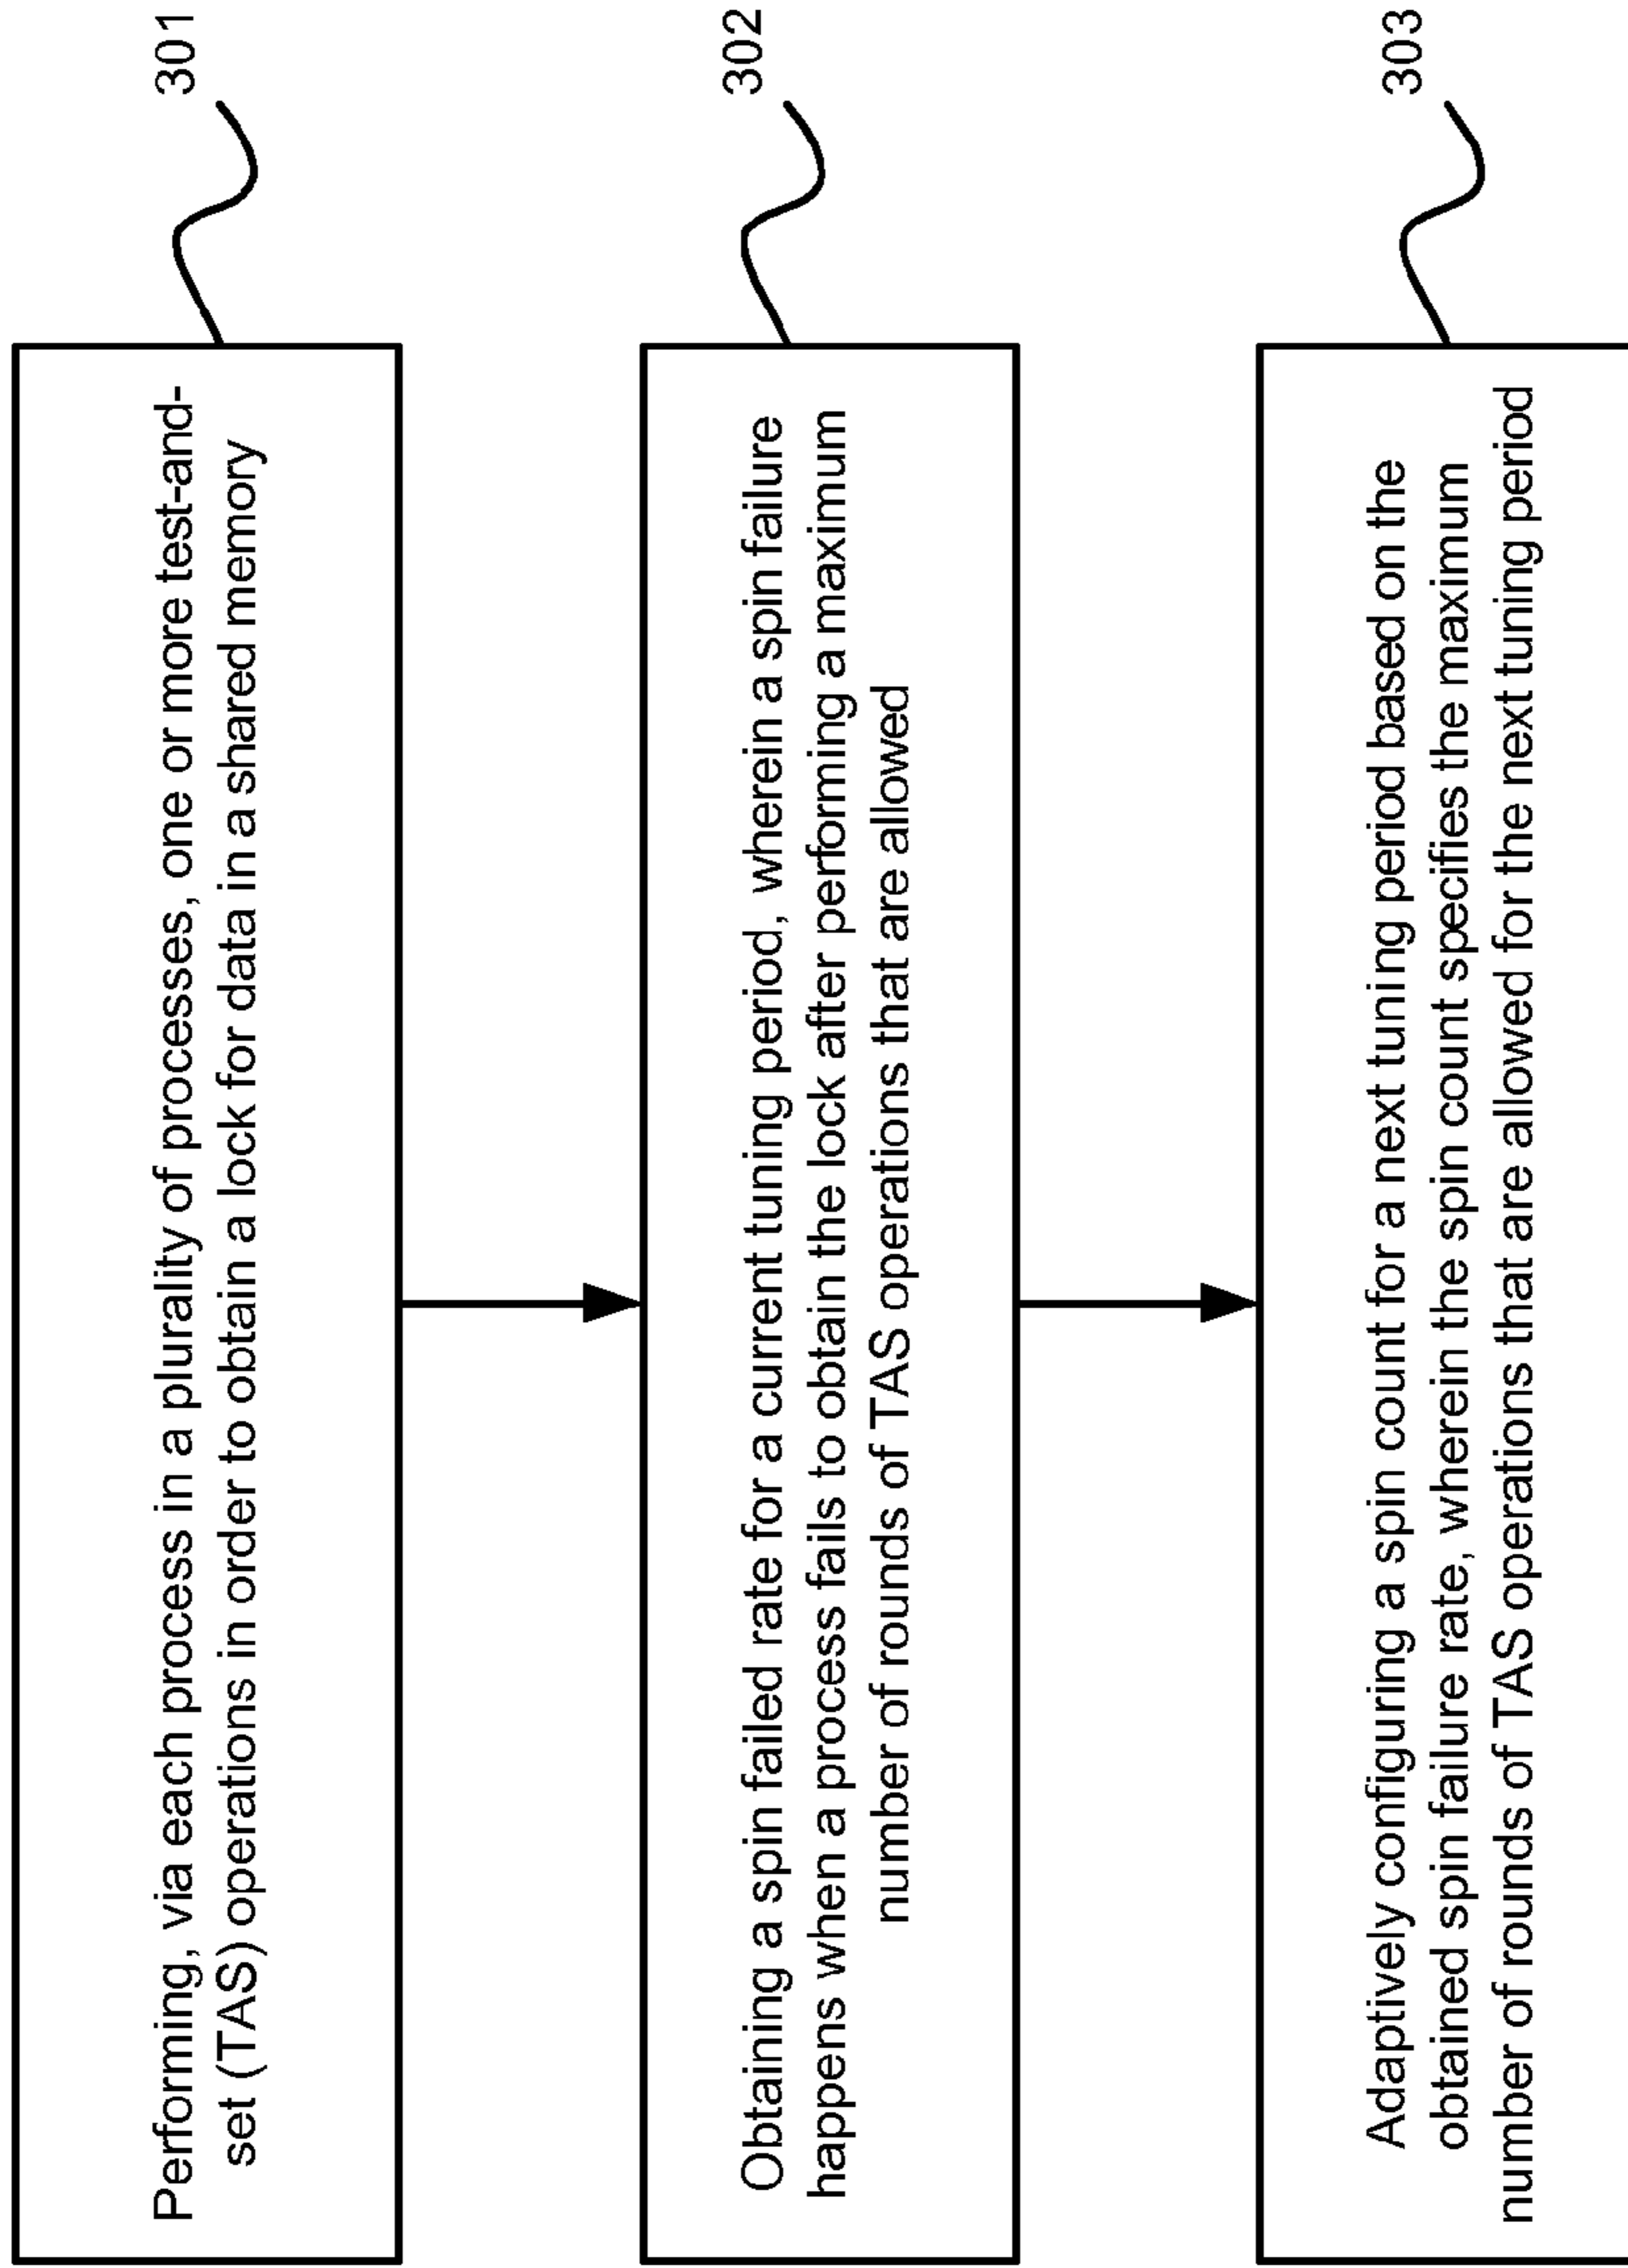 Performing, via each process in a plurality of processes, one or more test-and-
set (TAS) operations in order to obtain a lock for data in a shared memory
301
Obtaining a spin failed rate for a current tuning period, wherein a spin failure
happens when a process fails to obtain the lock after performing a maximum
number of rounds of TAS operations that are allowed
302
Adaptively configuring a spin count for a next tuning period based on the
obtained spin failure rate, wherein the spin count specifies the maximum
number of rounds of TAS operations that are allowed for the next tuning period
303